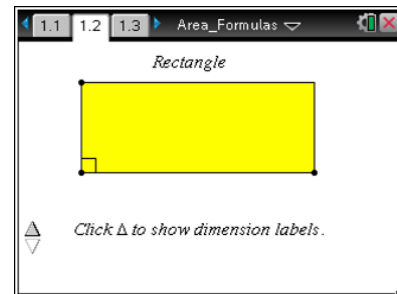 1.1 1.2 1.3 Area_Formulas
Rectangle
Click Δ to show dimension labels.